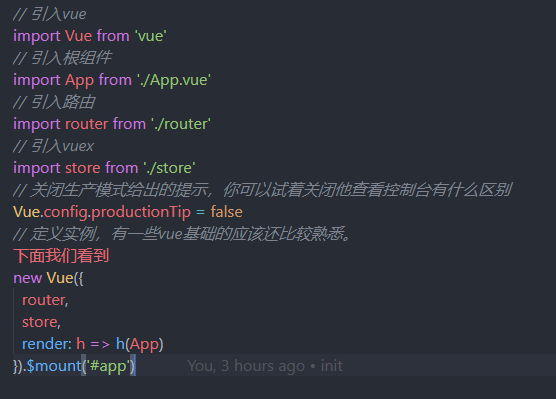 // 引入vue
import Vue from 'vue'
// 引入根组件
import App from './App.vue'
// 引入路由
import router from './router'
// 引入vuex
import store from './store'
// 关闭生产模式给出的提示，你可以试着关闭他查看控制台有什么区别
Vue.config.productionTip = false
// 定义实例，有一些vue基础的应该还比较熟悉。
下面我们看到
new Vue({
  router,
  store,
  render: h => h(App)
}).$mount('#app') You, 3 hours ago • init